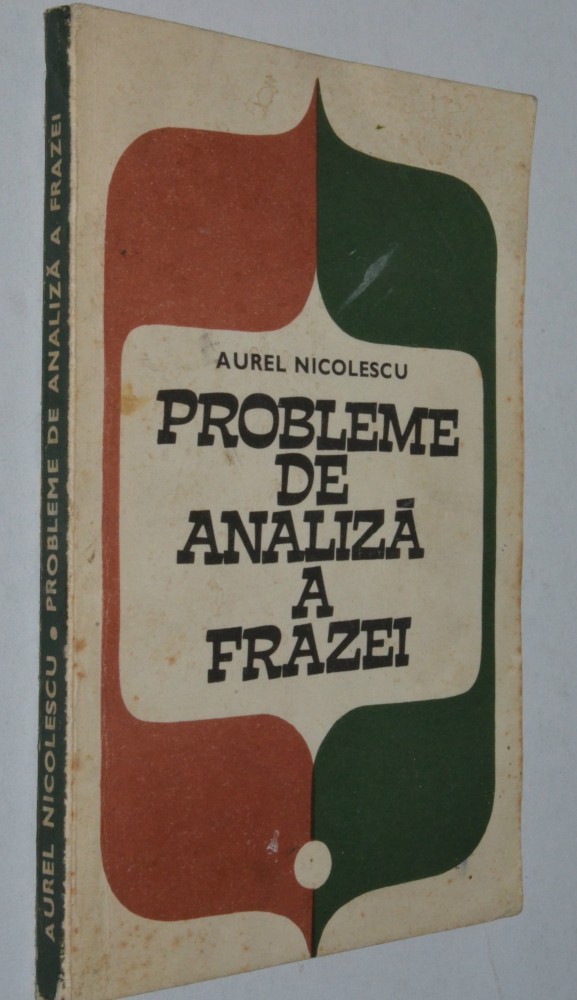 AUREL NICOLESCU
PROBLEME
DE
ANALIZĂ
A
FRAZEI
AUREL NICOLESCU • PROBLEME DE ANALIZĂ A FRAZEI